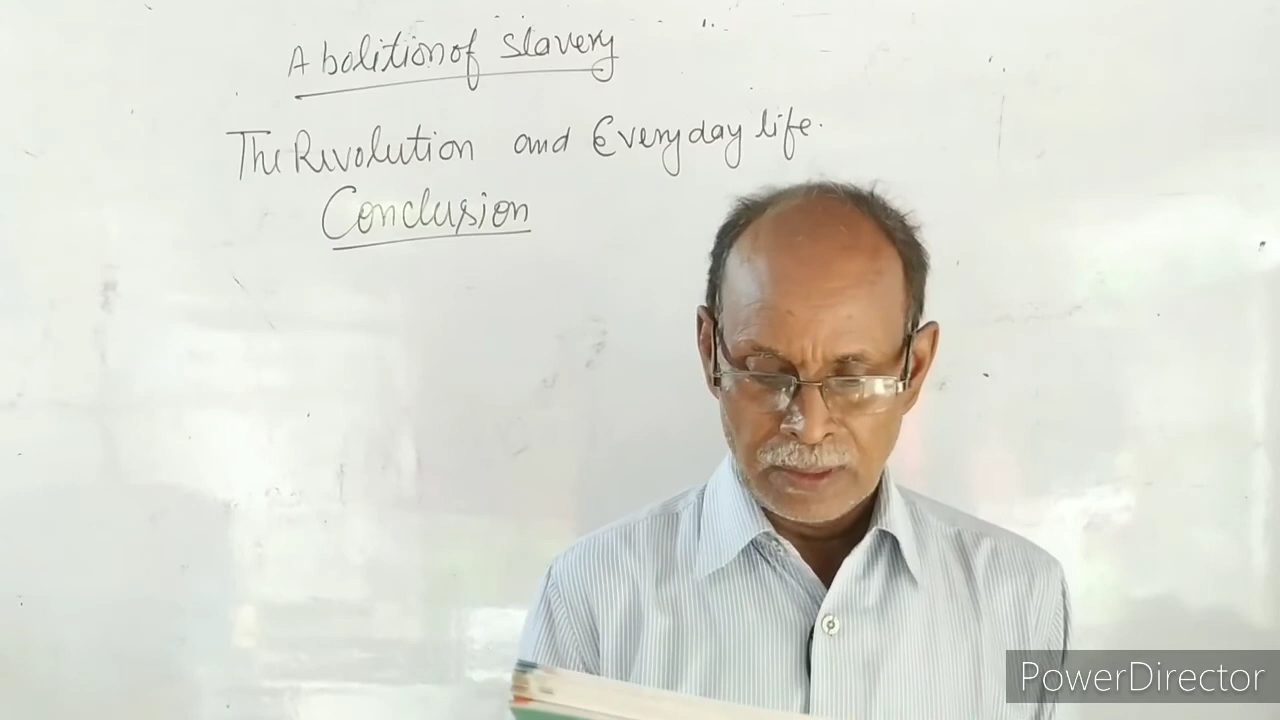 Abolition of slavery
The Revolution and Everyday life.
Conclusion
PowerDirector